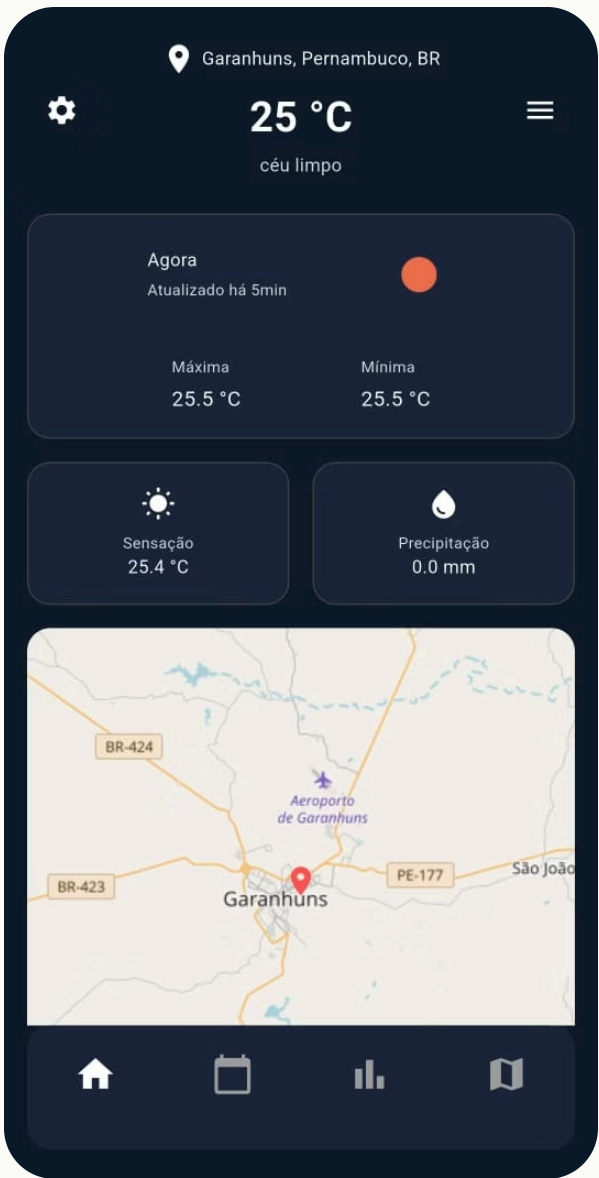 Garanhuns, Pernambuco, BR
25 °C
céu limpo
Agora
Atualizado há 5min
Máxima
Mínima
25.5 °C
25.5 °C
Sensação
25.4 °C
Precipitação
0.0 mm
BR-424
Aeroporto
de Garanhuns
BR-423
PE-177
São João
Garanhuns